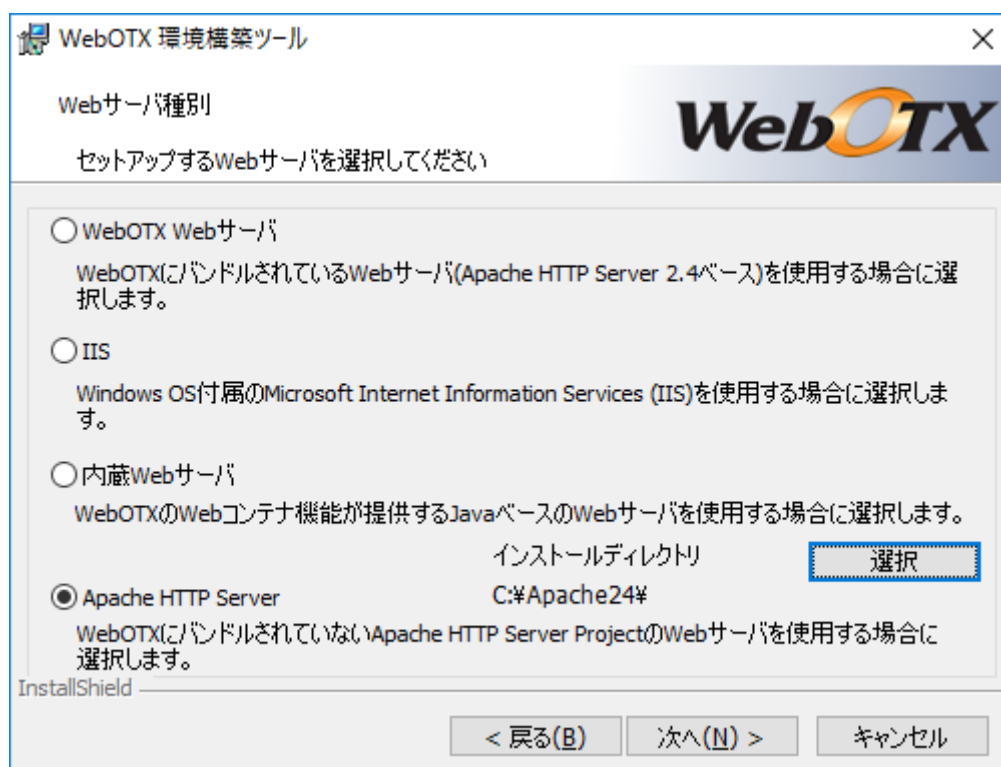 WebOTX 環境構築ツール
Webサーバ種別
WebOTX
セットアップするWebサーバを選択してください
WebOTX Webサーバ
WebOTXにバンドルされているWebサーバ(Apache HTTP Server 2.4ベース)を使用する場合に選
択します。
IIS
Windows OS付属のMicrosoft Internet Information Services (IIS)を使用する場合に選択しま
す。
内蔵Webサーバ
WebOTXのWebコンテナ機能が提供するJavaベースのWebサーバを使用する場合に選択します。
インストールディレクトリ
選択
Apache HTTP Server
C:¥Apache24¥
WebOTXにバンドルされていないApache HTTP Server ProjectのWebサーバを使用する場合に
選択します。
InstallShield
< 戻る(B)
次へ(N) >
キャンセル